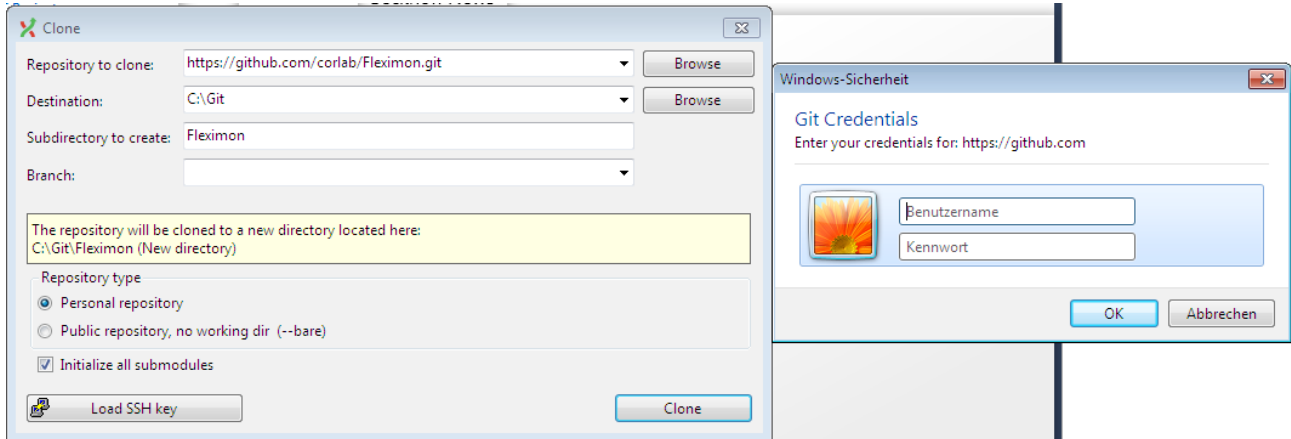 Clone
Repository to clone:
https://github.com/corlab/Fleximon.git
Browse
Destination:
C:\Git
Browse
Subdirectory to create:
Fleximon
Branch:
The repository will be cloned to a new directory located here:
C:\Git\Fleximon (New directory)
Repository type
Personal repository
Public repository, no working dir (--bare)
Initialize all submodules
Load SSH key
Clone
Windows-Sicherheit
Git Credentials
Enter your credentials for: https://github.com
Benutzername
Kennwort
OK
Abbrechen